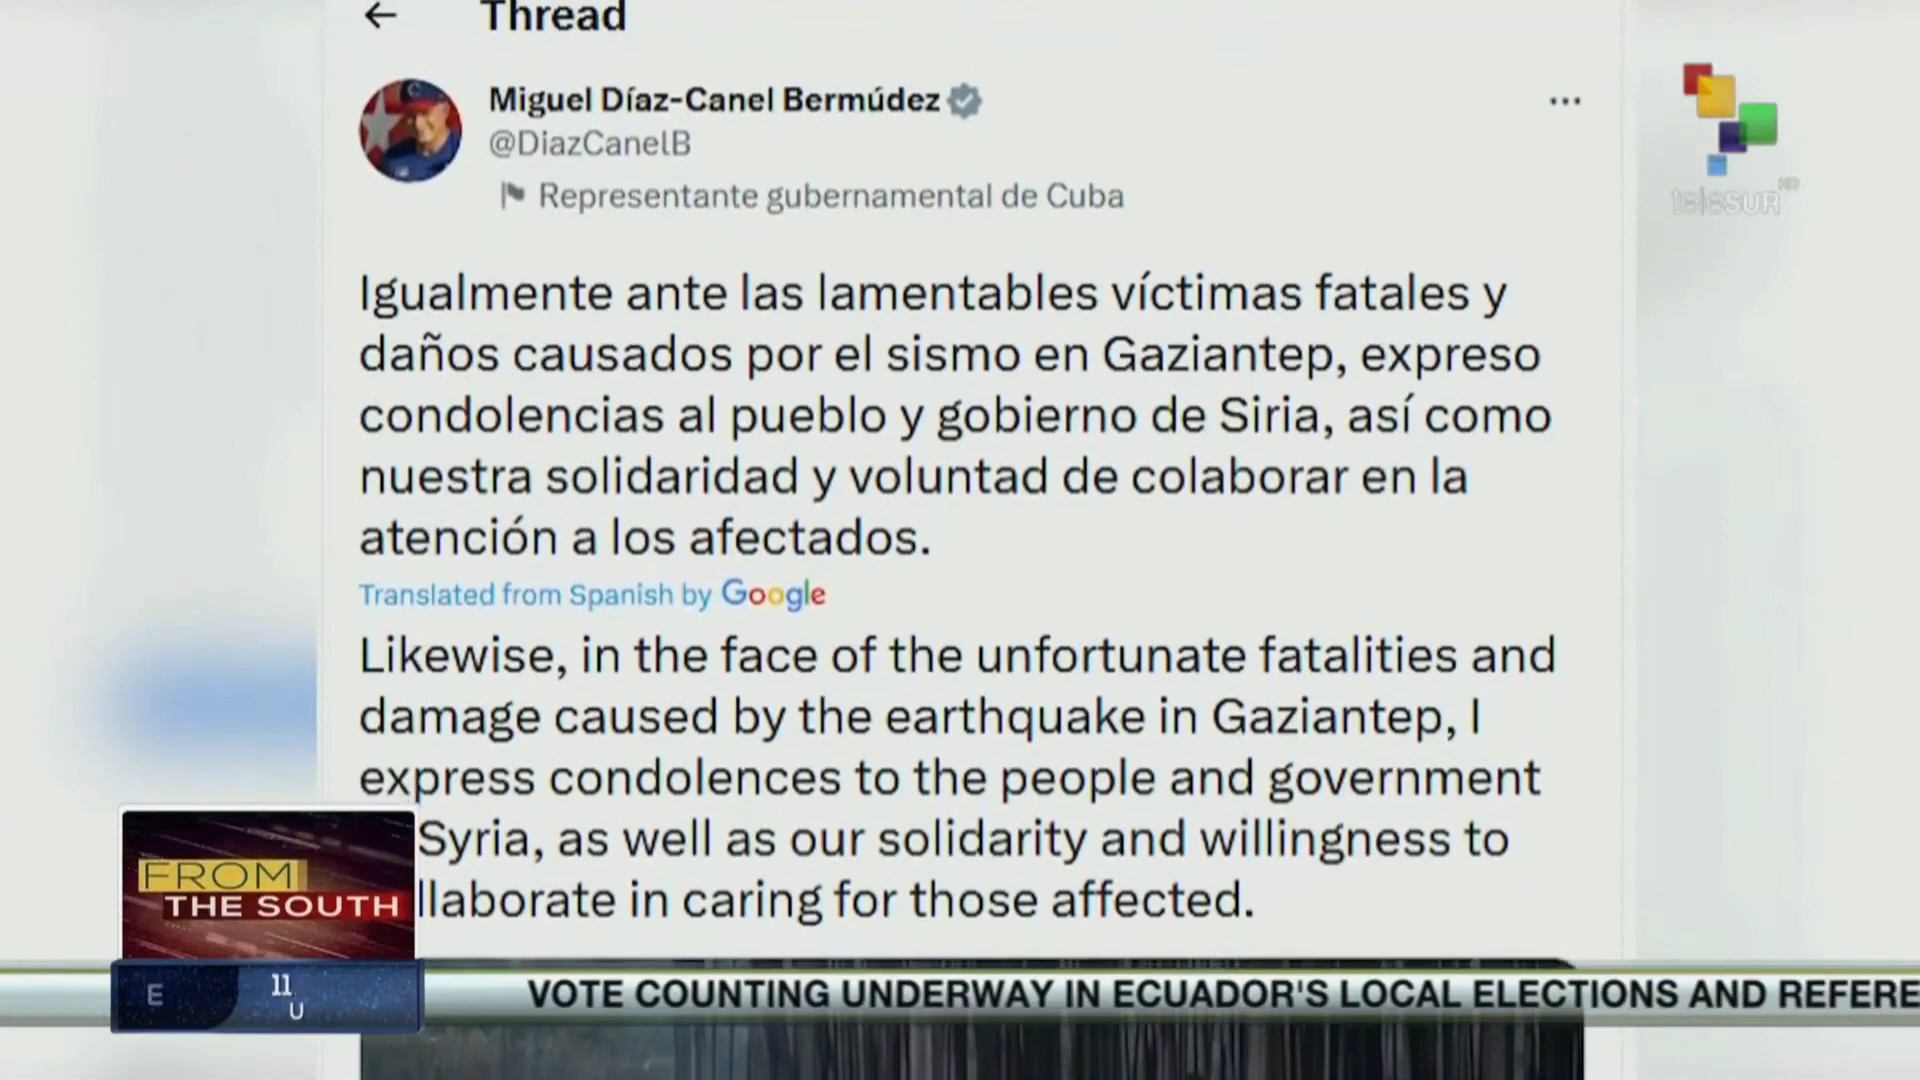 Thread
Miguel Díaz-Canel Bermúdez
@DiazCanelB
Representante gubernamental de Cuba
teleSUR HD
Igualmente ante las lamentables víctimas fatales y
daños causados por el sismo en Gaziantep, expreso
condolencias al pueblo y gobierno de Siria, así como
nuestra solidaridad y voluntad de colaborar en la
atención a los afectados.
Translated from Spanish by Google
Likewise, in the face of the unfortunate fatalities and
damage caused by the earthquake in Gaziantep, I
express condolences to the people and government
Syria, as well as our solidarity and willingness to
llaborate in caring for those affected.
FROM
THE SOUTH
E 11 U
VOTE COUNTING UNDERWAY IN ECUADOR'S LOCAL ELECTIONS AND REFERE